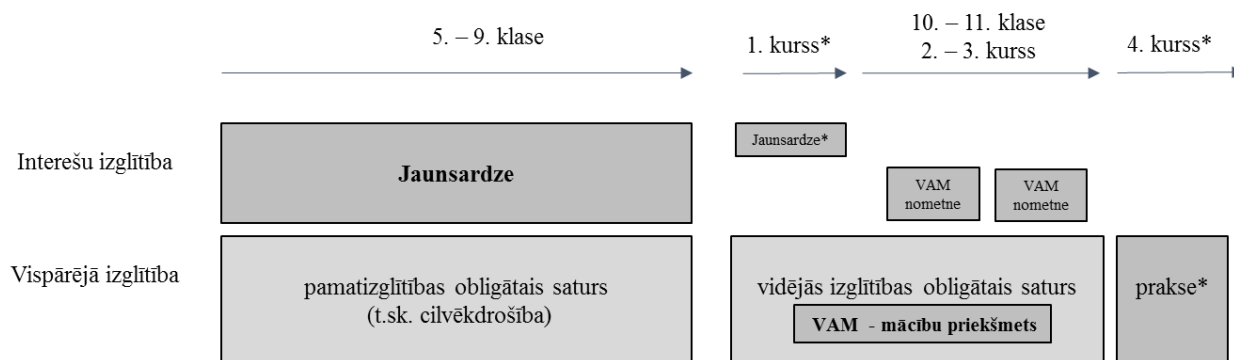 5. – 9. klase
1. kurss*
10. – 11. klase
2. – 3. kurss
4. kurss*
Interešu izglītība
Jaunsardze
Jaunsardze*
VAM
nometne
VAM
nometne
Vispārējā izglītība
pamatizglītības obligātais saturs
(t.sk. cilvēkdrošība)
vidējās izglītības obligātais saturs
VAM - mācību priekšmets
prakse*